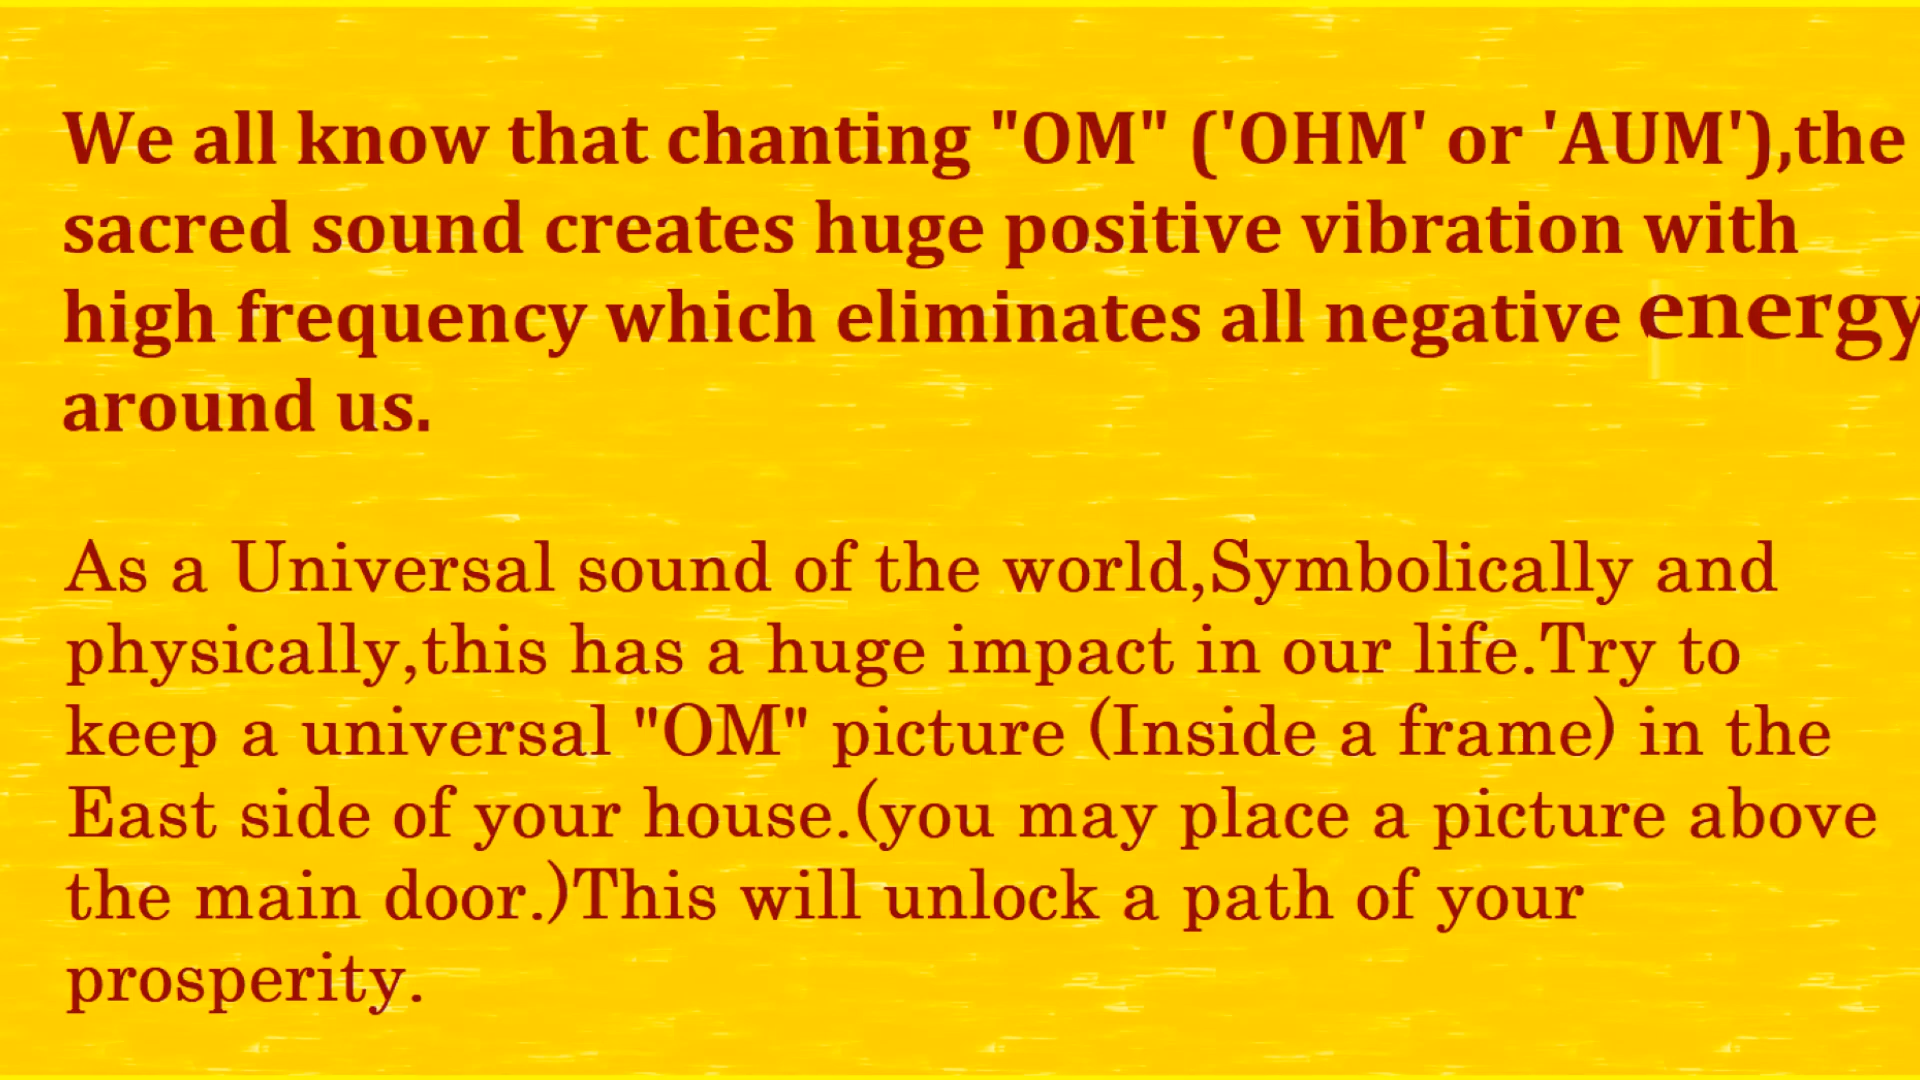 We all know that chanting "OM" ('OHM' or 'AUM'),the
sacred sound creates huge positive vibration with
high frequency which eliminates all negative energy
around us.
As a Universal sound of the world,Symbolically and
physically,this has a huge impact in our life.Try to
keep a universal "OM" picture (Inside a frame) in the
East side of your house.(you may place a picture above
the main door.)This will unlock a path of your
prosperity.